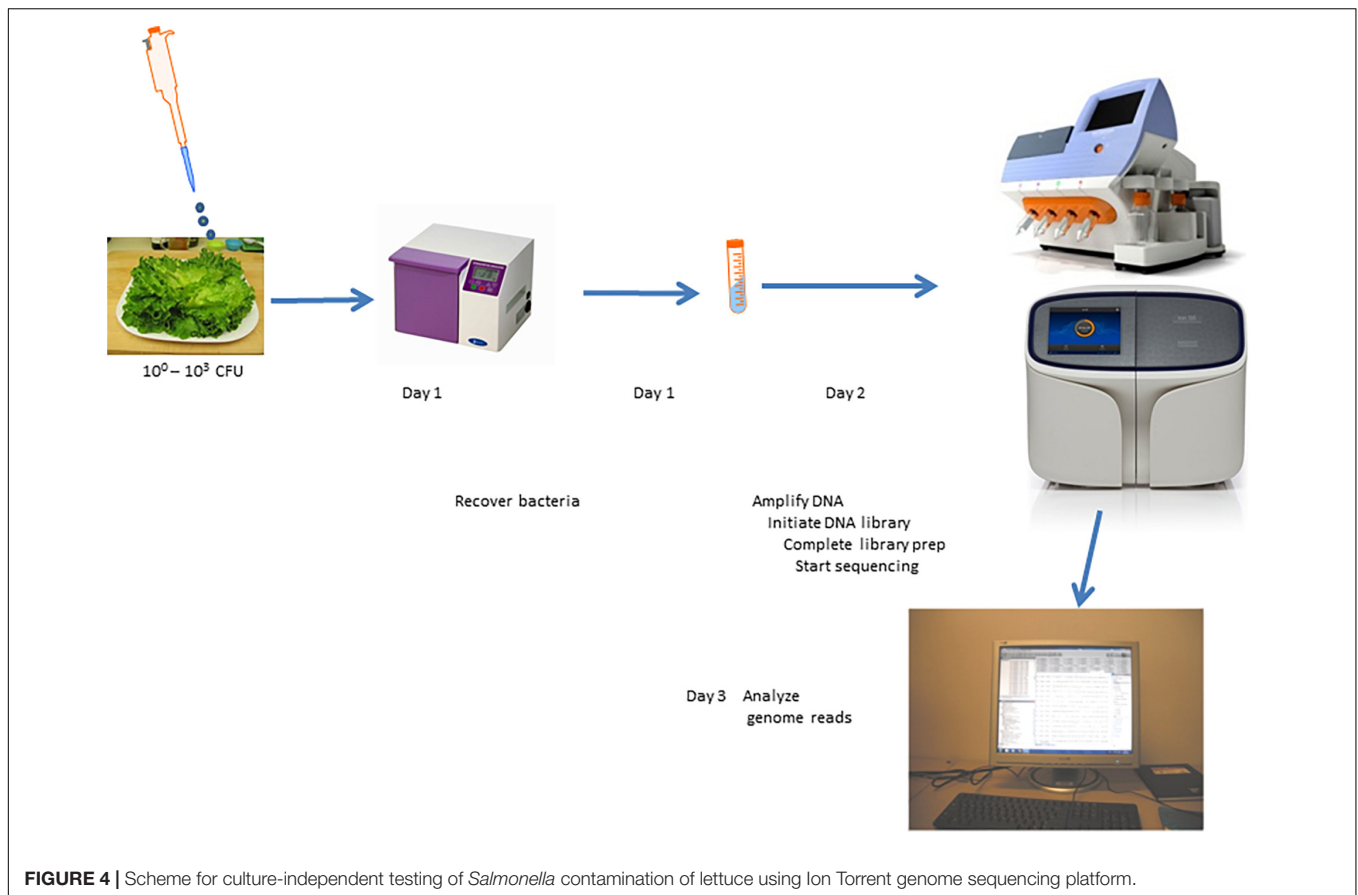 10⁰ – 10³ CFU
Day 1
Day 1
Day 2
Recover bacteria
Amplify DNA
Initiate DNA library
Complete library prep
Start sequencing
Day 3 Analyze
genome reads
FIGURE 4 | Scheme for culture-independent testing of Salmonella contamination of lettuce using Ion Torrent genome sequencing platform.